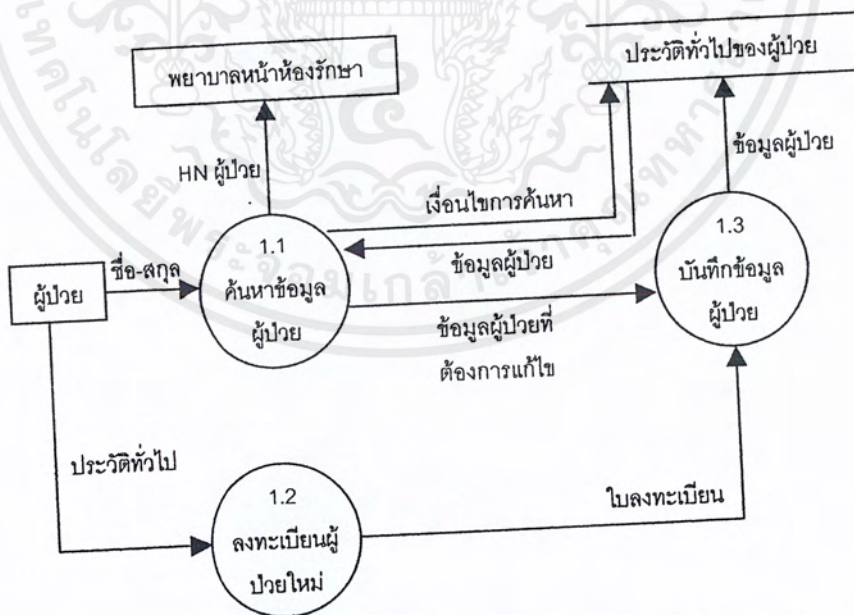 ประวัติทั่วไปของผู้ป่วย
พยาบาลหน้าห้องรักษา
ข้อมูลผู้ป่วย
HN ผู้ป่วย
เงื่อนไขการค้นหา
1.1
ค้นหาข้อมูล
ผู้ป่วย
1.3
บันทึกข้อมูล
ผู้ป่วย
ชื่อ-สกุล
ข้อมูลผู้ป่วย
ผู้ป่วย
ข้อมูลผู้ป่วยที่
ต้องการแก้ไข
ประวัติทั่วไป
ใบลงทะเบียน
1.2
ลงทะเบียนผู้
ป่วยใหม่